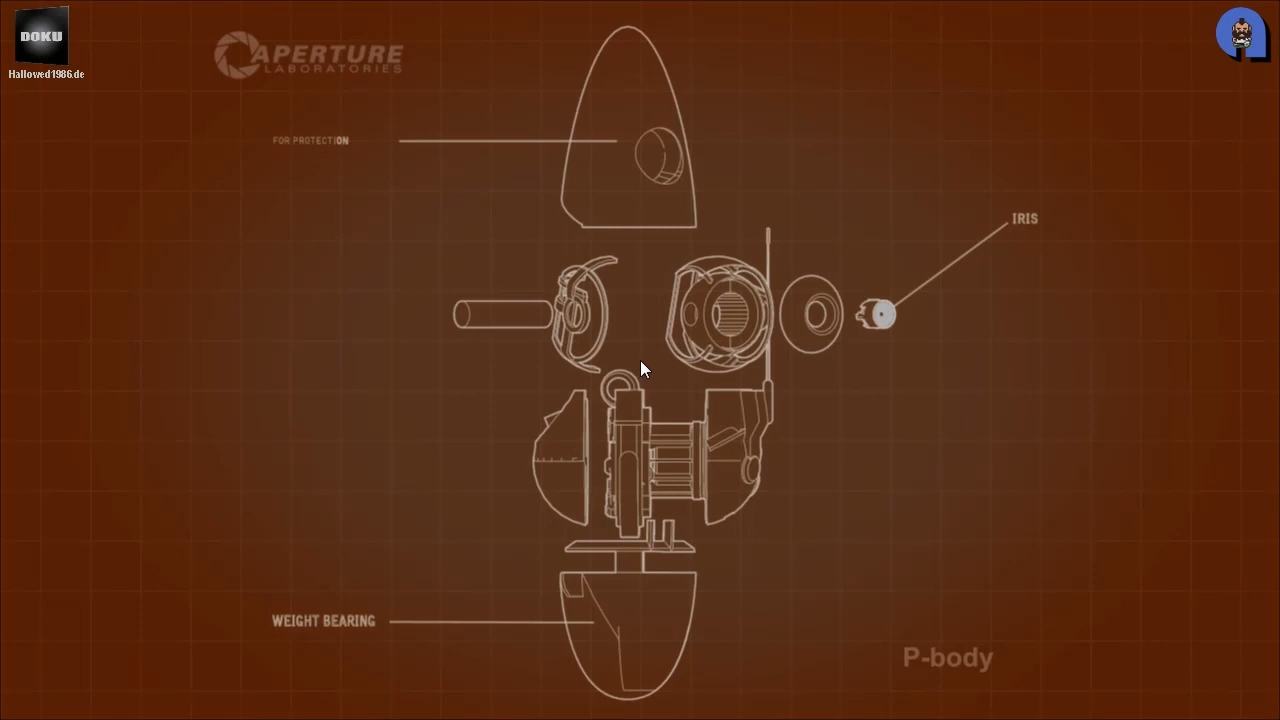 DOKU
Hallowed1986.de
APERTURE
LABORATORIES
FOR PROTECTION
IRIS
WEIGHT BEARING
P-body